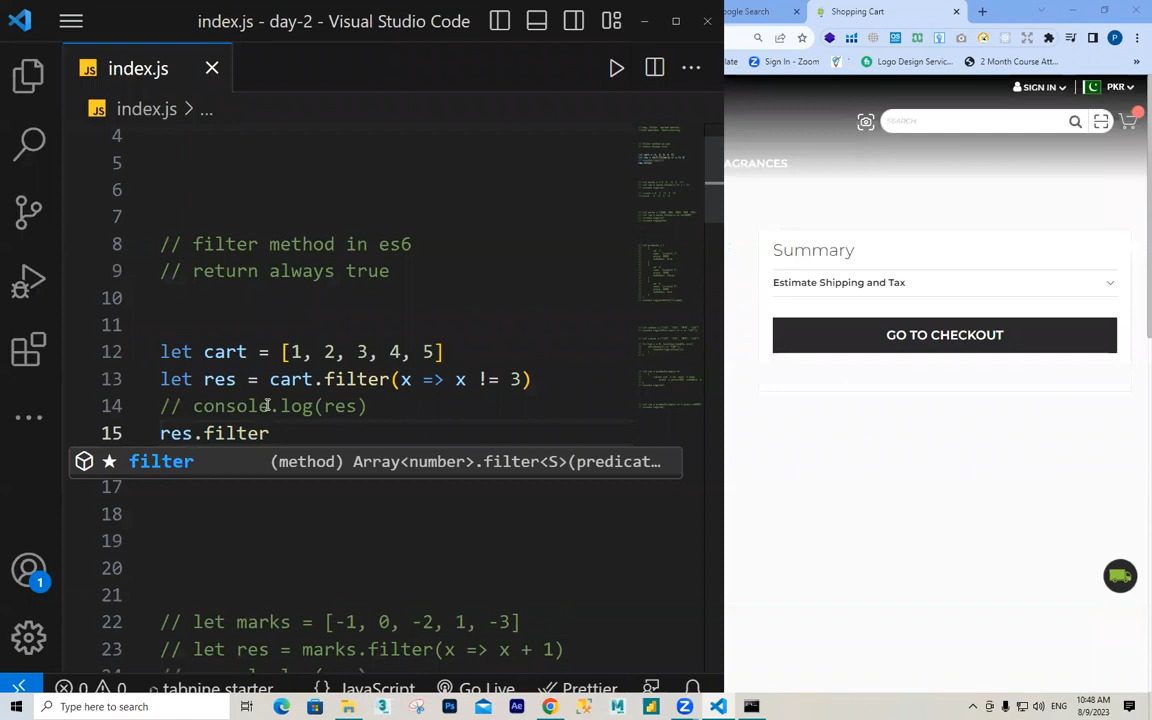 index.js - day-2 - Visual Studio Code
index.js
index.js > ...
4
5
6
7
8 // filter method in es6
9 // return always true
10
11
12 let cart = [1, 2, 3, 4, 5]
13 let res = cart.filter(x => x != 3)
14 // console.log(res)
15 res.filter
filter (method) Array<number>.filter<S>(predicat...
17
18
19
20
21
22 // let marks = [-1, 0, -2, 1, -3]
23 // let res = marks.filter(x => x + 1)
1
0 0 tabnine starter JavaScript Go Live Prettier
ogle Search
Shopping Cart
late Sign In - Zoom Logo Design Servic... 2 Month Course Att...
SIGN IN PKR
SEARCH
AGRANCES
Summary
Estimate Shipping and Tax
GO TO CHECKOUT
Type here to search
ENG
10:48 AM
8/9/2023